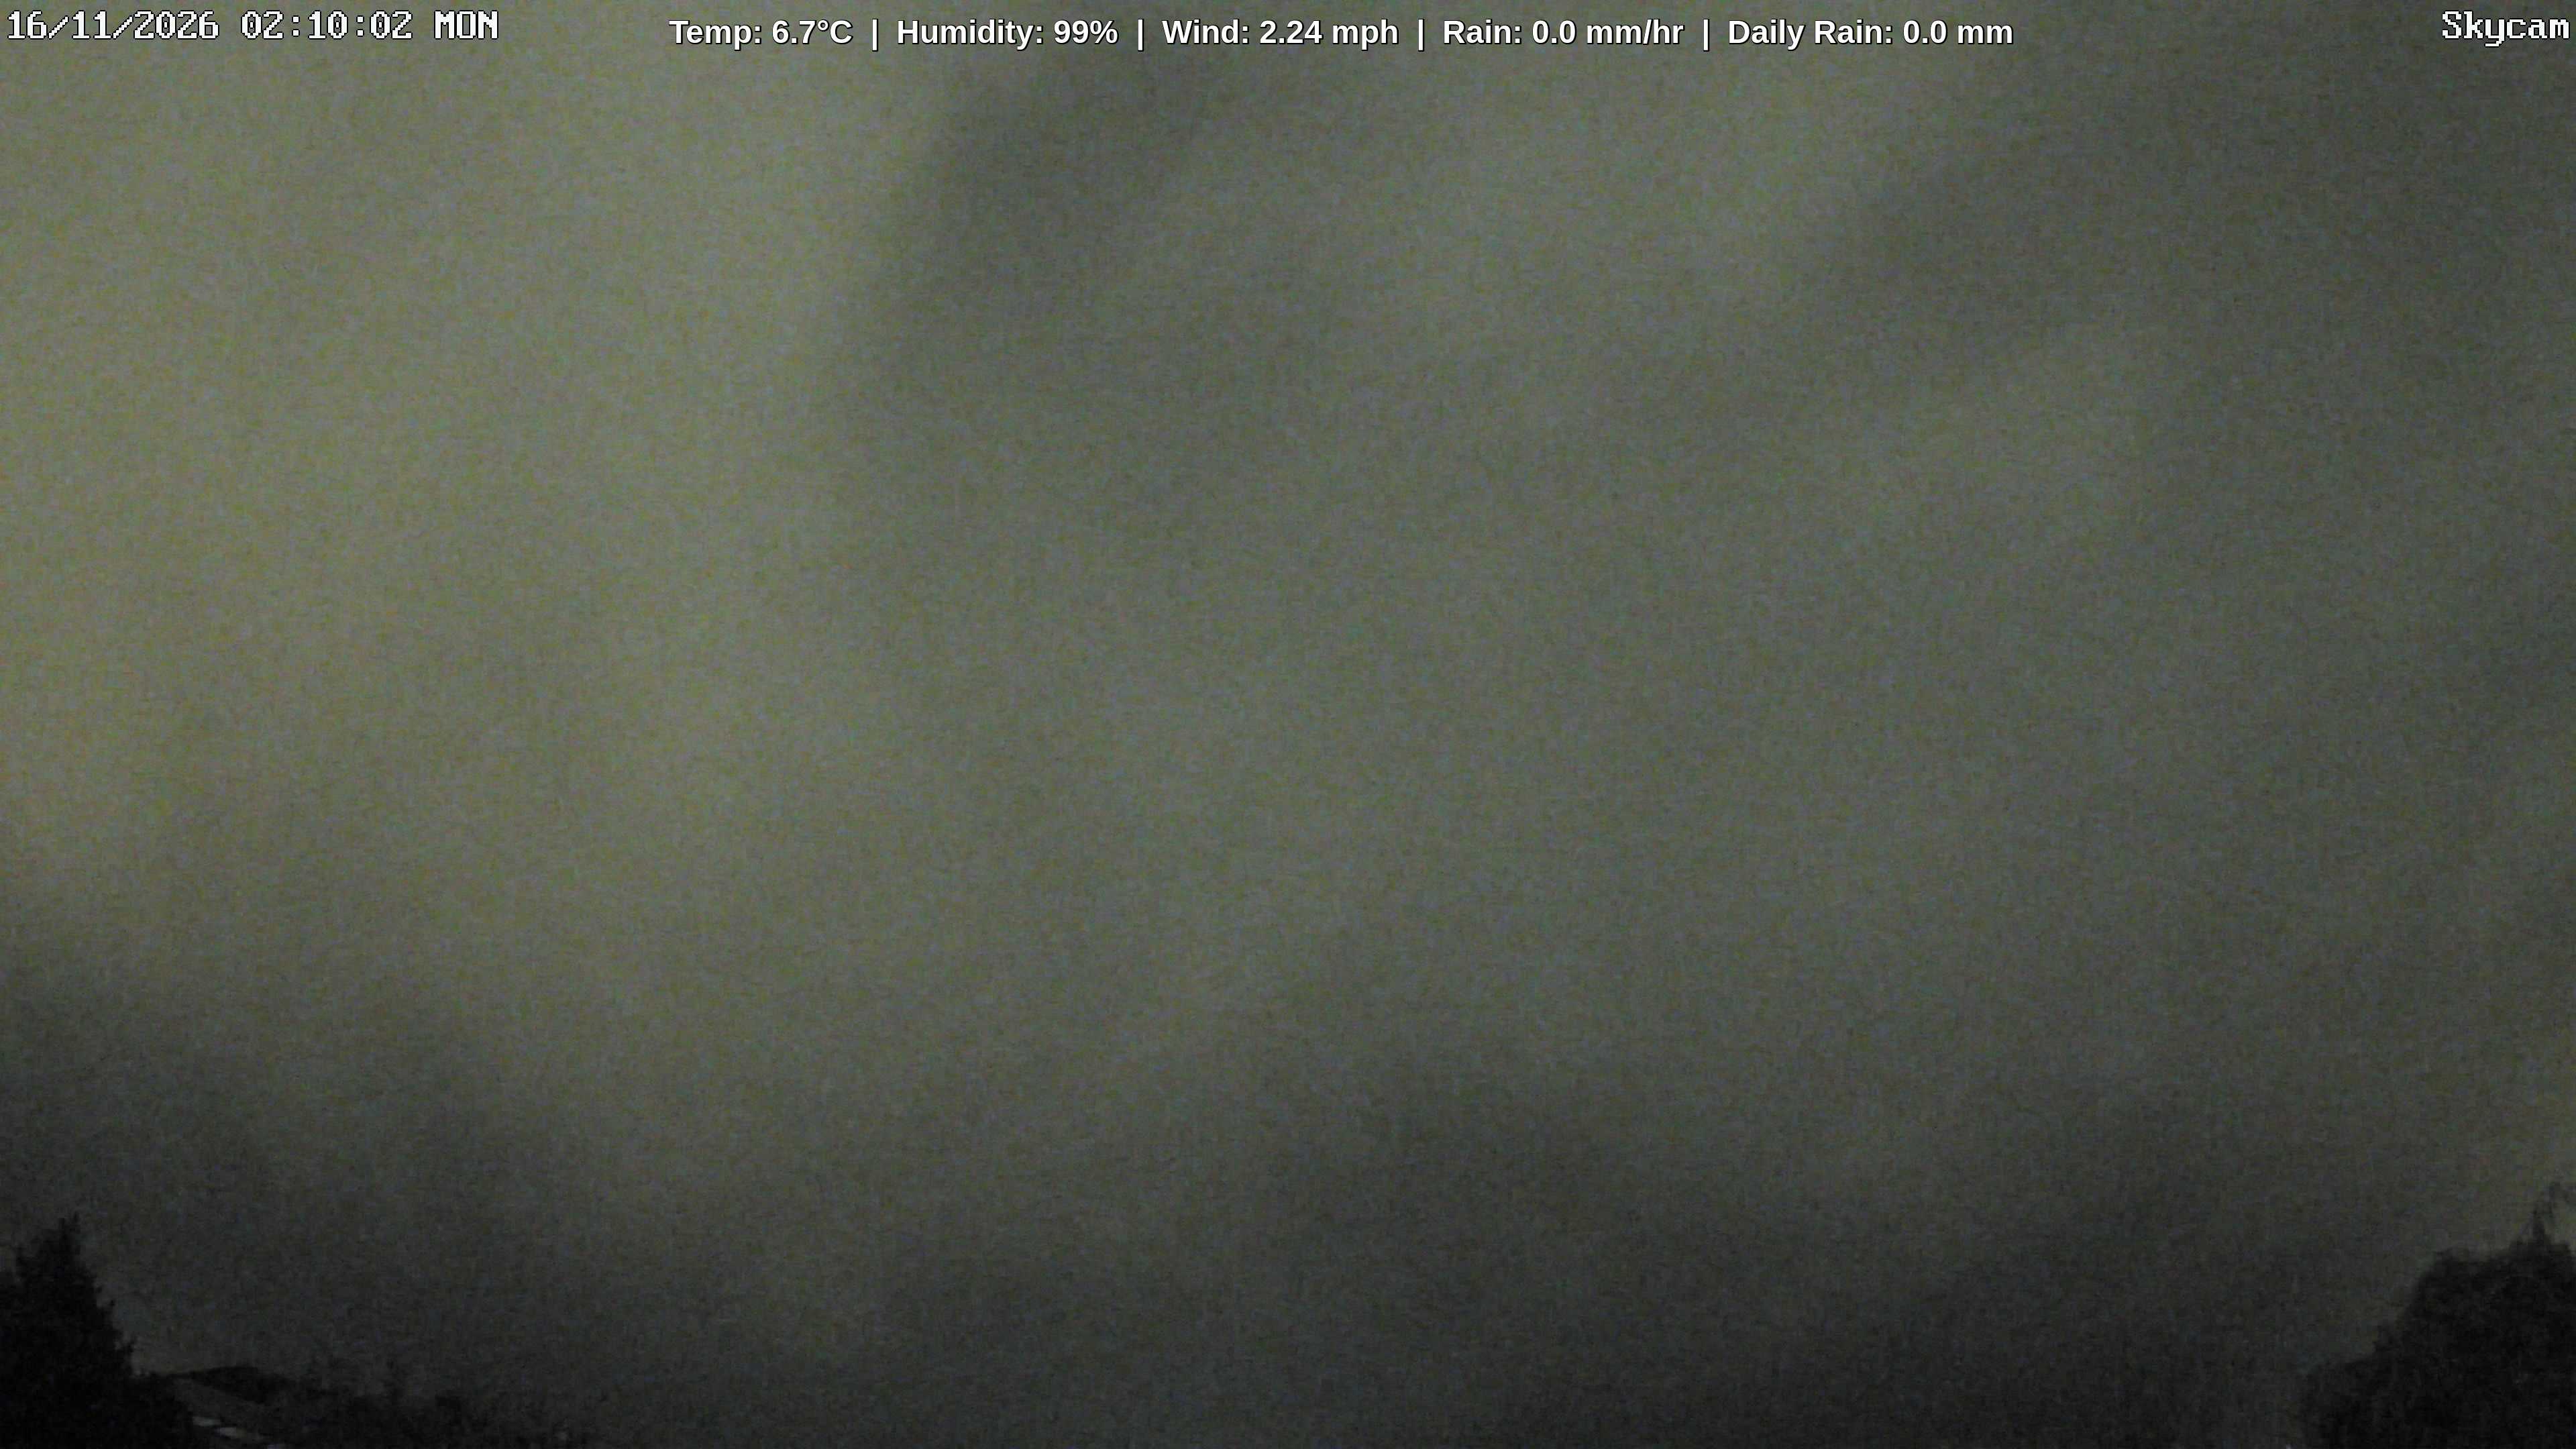 16/11/2026 02:10:02 MON
Temp: 6.7°C | Humidity: 99% | Wind: 2.24 mph | Rain: 0.0 mm/hr | Daily Rain: 0.0 mm
Skycam